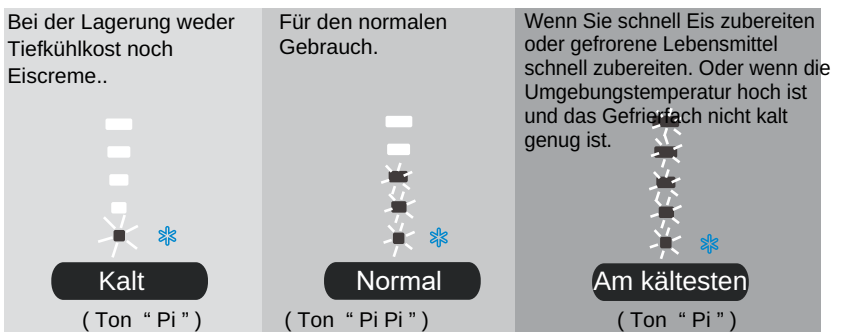 Bei der Lagerung weder
Tiefkühlkost noch
Eiscreme..
Kalt
( Ton “ Pi ” )
Für den normalen
Gebrauch.
Normal
( Ton “ Pi Pi ” )
Wenn Sie schnell Eis zubereiten
oder gefrorene Lebensmittel
schnell zubereiten. Oder wenn die
Umgebungstemperatur hoch ist
und das Gefrierfach nicht kalt
genug ist.
Am kältesten
( Ton “ Pi ” )